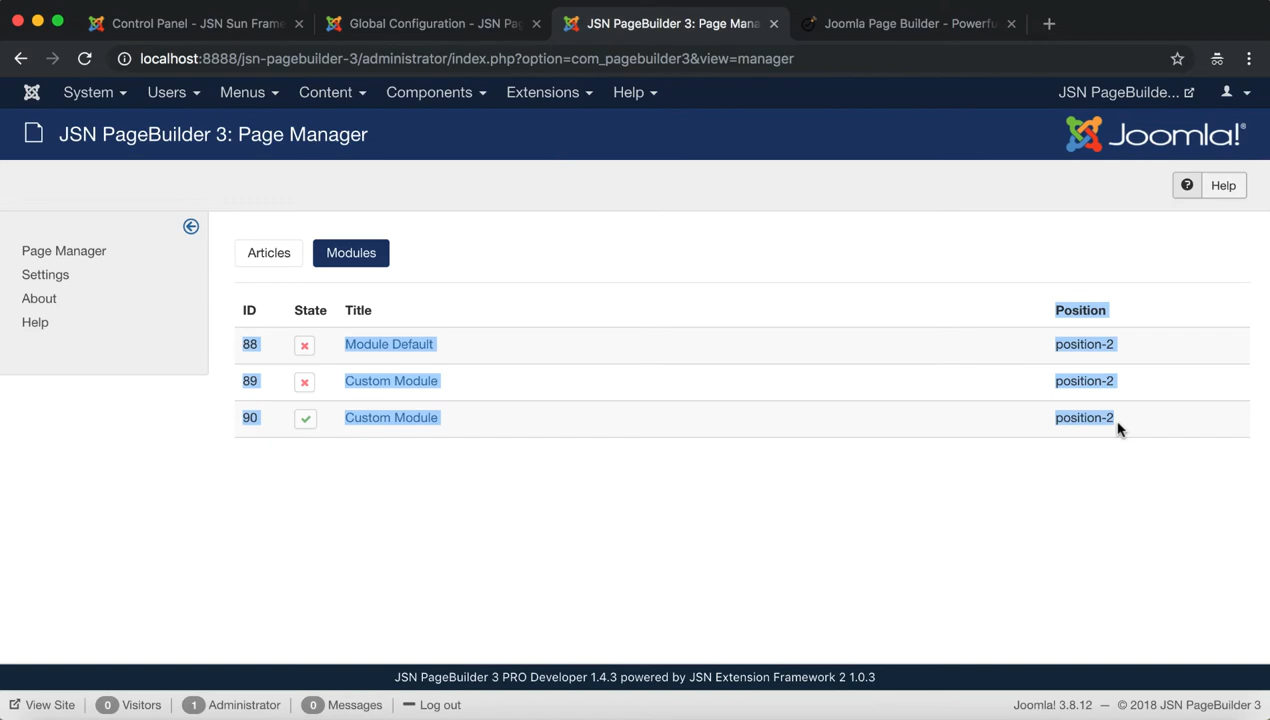 Control Panel - JSN Sun Frame
Global Configuration - JSN Pag
JSN PageBuilder 3: Page Mana
Joomla Page Builder - Powerfu
localhost:8888/jsn-pagebuilder-3/administrator/index.php?option=com_pagebuilder3&view=manager
System Users Menus Content Components Extensions Help JSN PageBuilde...
JSN PageBuilder 3: Page Manager
Joomla!®
Help
Page Manager
Settings
About
Help
Articles Modules
ID State Title Position
88 Module Default position-2
89 Custom Module position-2
90 Custom Module position-2
JSN PageBuilder 3 PRO Developer 1.4.3 powered by JSN Extension Framework 2 1.0.3
View Site 0 Visitors 1 Administrator 0 Messages Log out Joomla! 3.8.12 — © 2018 JSN PageBuilder 3